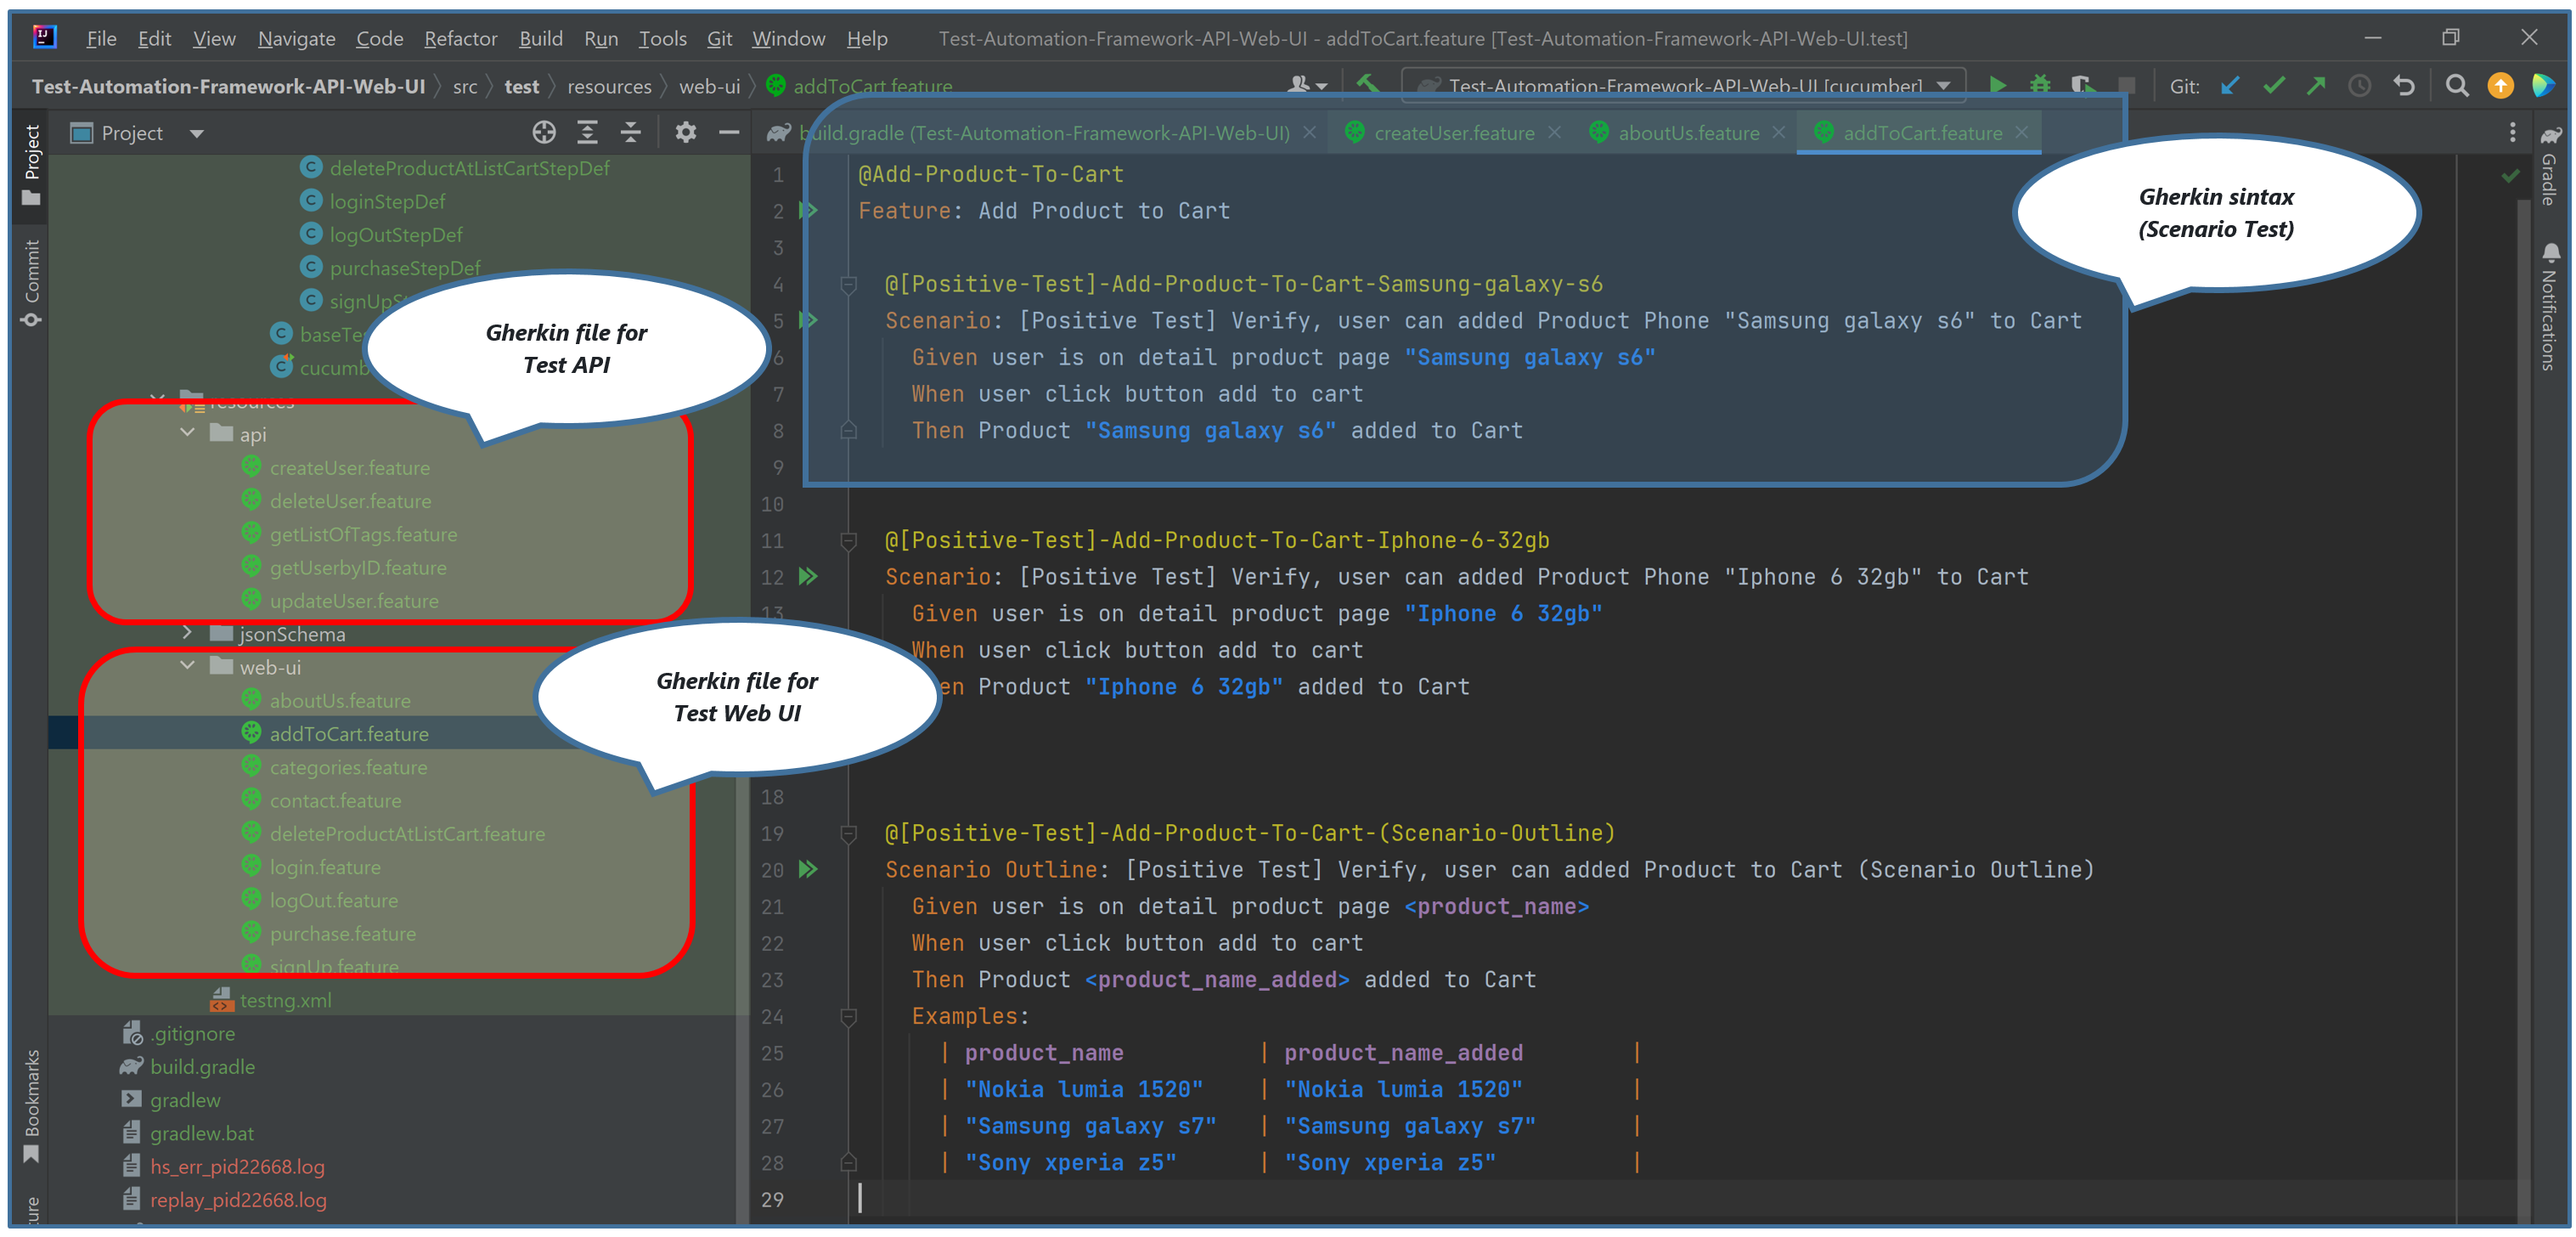 File Edit View Navigate Code Refactor Build Run Tools Git Window Help Test-Automation-Framework-API-Web-UI - addToCart.feature [Test-Automation-Framework-API-Web-UI.test]
Test-Automation-Framework-API-Web-UI src test resources web-ui addToCart.feature Test-Automation-Framework-API-Web-UI [cucumber] Git:
Project
Commit
Bookmarks
Project
deleteProductAtListCartStepDef
loginStepDef
logOutStepDef
purchaseStepDef
signUpSt
baseTe
cucumb
resources
api
createUser.feature
deleteUser.feature
getListOfTags.feature
getUserbyID.feature
updateUser.feature
jsonSchema
web-ui
aboutUs.feature
addToCart.feature
categories.feature
contact.feature
deleteProductAtListCart.feature
login.feature
logOut.feature
purchase.feature
signUp.feature
testng.xml
.gitignore
build.gradle
gradlew
gradlew.bat
hs_err_pid22668.log
replay_pid22668.log
Gherkin file for
Test API
Gherkin file for
Test Web UI
build.gradle (Test-Automation-Framework-API-Web-UI) createUser.feature aboutUs.feature addToCart.feature
1 @Add-Product-To-Cart
2 Feature: Add Product to Cart
3
4 @[Positive-Test]-Add-Product-To-Cart-Samsung-galaxy-s6
5 Scenario: [Positive Test] Verify, user can added Product Phone "Samsung galaxy s6" to Cart
6 Given user is on detail product page "Samsung galaxy s6"
7 When user click button add to cart
8 Then Product "Samsung galaxy s6" added to Cart
9
10
11 @[Positive-Test]-Add-Product-To-Cart-Iphone-6-32gb
12 Scenario: [Positive Test] Verify, user can added Product Phone "Iphone 6 32gb" to Cart
13 Given user is on detail product page "Iphone 6 32gb"
When user click button add to cart
en Product "Iphone 6 32gb" added to Cart
18
19 @[Positive-Test]-Add-Product-To-Cart-(Scenario-Outline)
20 Scenario Outline: [Positive Test] Verify, user can added Product to Cart (Scenario Outline)
21 Given user is on detail product page <product_name>
22 When user click button add to cart
23 Then Product <product_name_added> added to Cart
24 Examples:
25 | product_name | product_name_added |
26 | "Nokia lumia 1520" | "Nokia lumia 1520" |
27 | "Samsung galaxy s7" | "Samsung galaxy s7" |
28 | "Sony xperia z5" | "Sony xperia z5" |
29
Gherkin sintax
(Scenario Test)
Gradle
Notifications